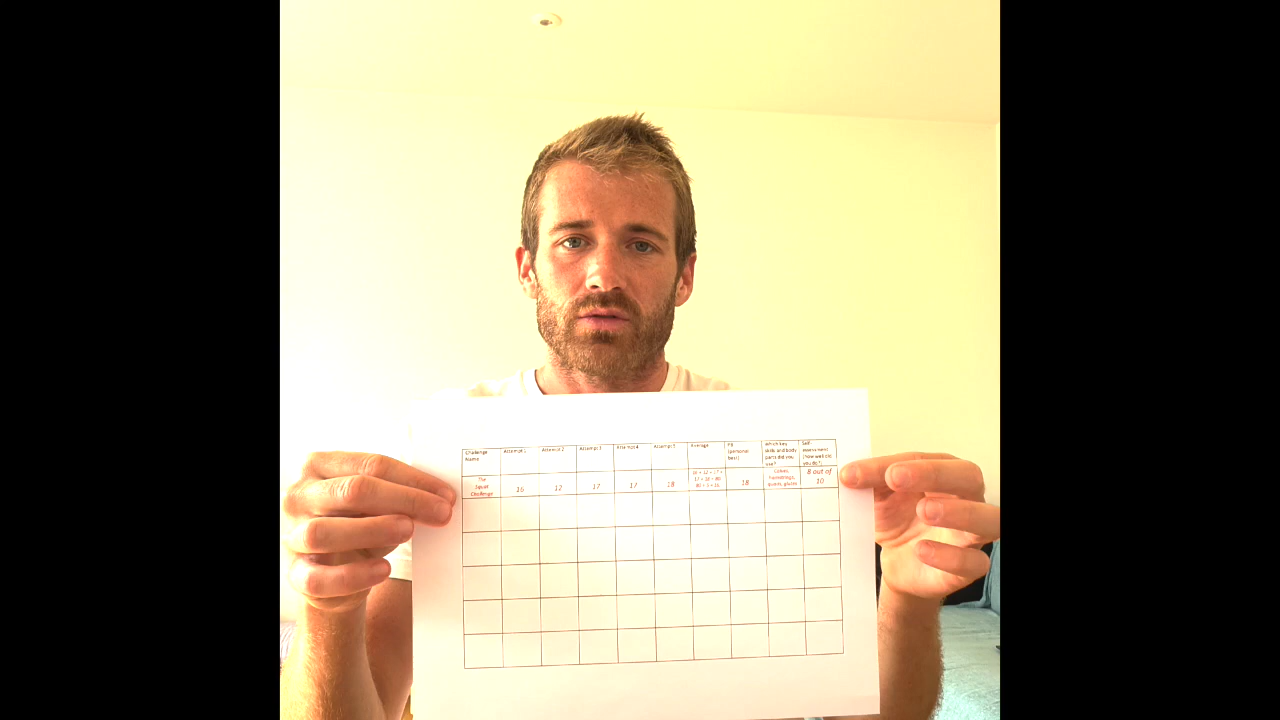 Challenge Name
Attempt 1
Attempt 2
Attempt 3
Attempt 4
Attempt 5
Average
PB
(personal
best)
which key
skills and body
parts did you
use?
Self-
assessment
(how well did
you do?)
The
Squat
Challenge
16
12
17
17
18
16 + 12 + 17 +
17 + 18 = 80
80 ÷ 5 = 16
18
hamstrings,
quads, glutes
8 out of
10